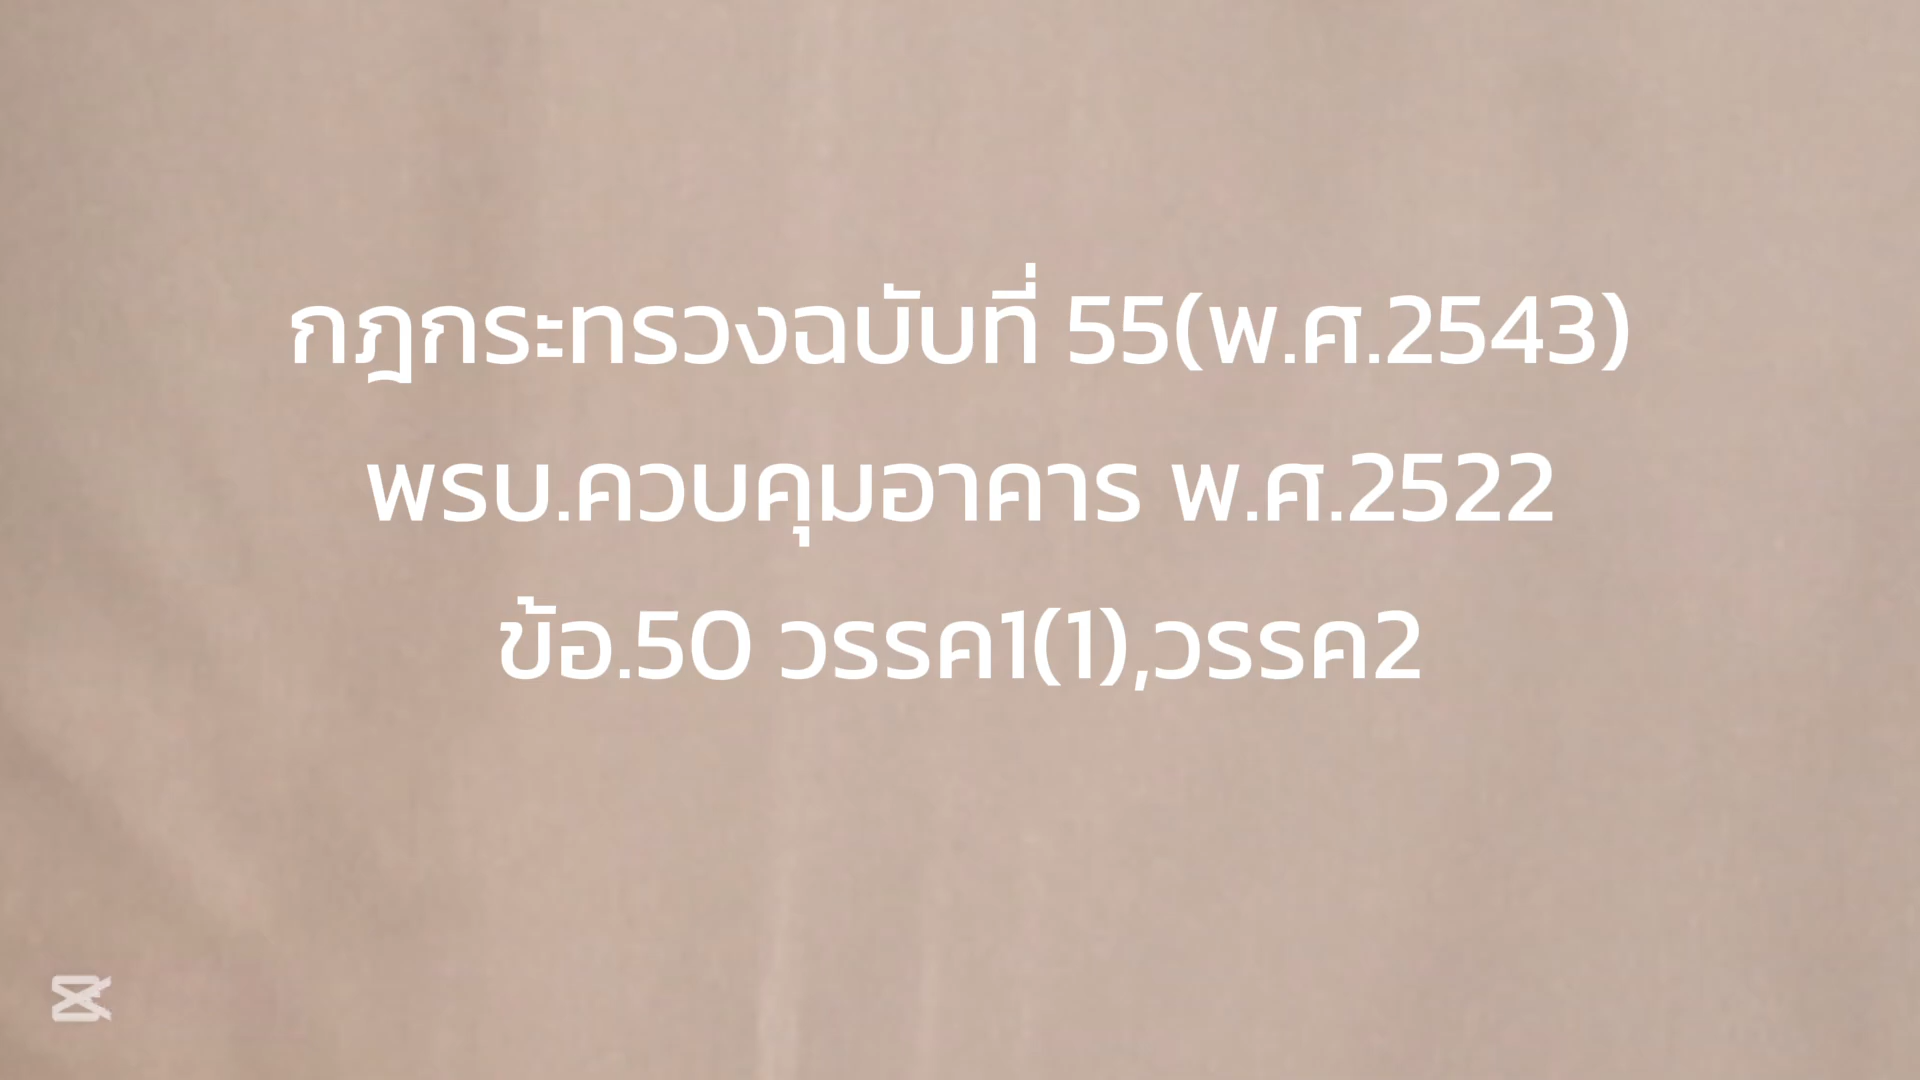 กฎกระทรวงฉบับที่ 55(พ.ศ.2543)
พรบ.ควบคุมอาคาร พ.ศ.2522
ข้อ.50 วรรค1(1),วรรค2